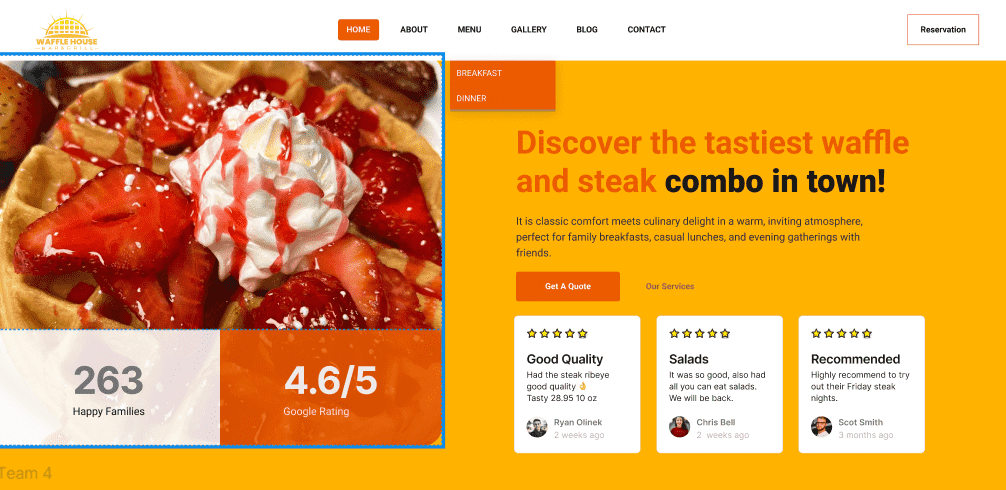 WAFFLE HOUSE
BAR&GRILL
HOME
ABOUT
MENU
GALLERY
BLOG
CONTACT
Reservation
BREAKFAST
DINNER
Discover the tastiest waffle
and steak combo in town!
It is classic comfort meets culinary delight in a warm, inviting atmosphere,
perfect for family breakfasts, casual lunches, and evening gatherings with
friends.
Get A Quote
Our Services
263
Happy Families
4.6/5
Google Rating
Good Quality
Had the steak ribeye
good quality 👌
Tasty 28.95 10 oz
Ryan Olinek
2 weeks ago
Salads
It was so good, also had
all you can eat salads.
We will be back.
Chris Bell
2 weeks ago
Recommended
Highly recommend to try
out their Friday steak
nights.
Scot Smith
3 months ago
Team 4